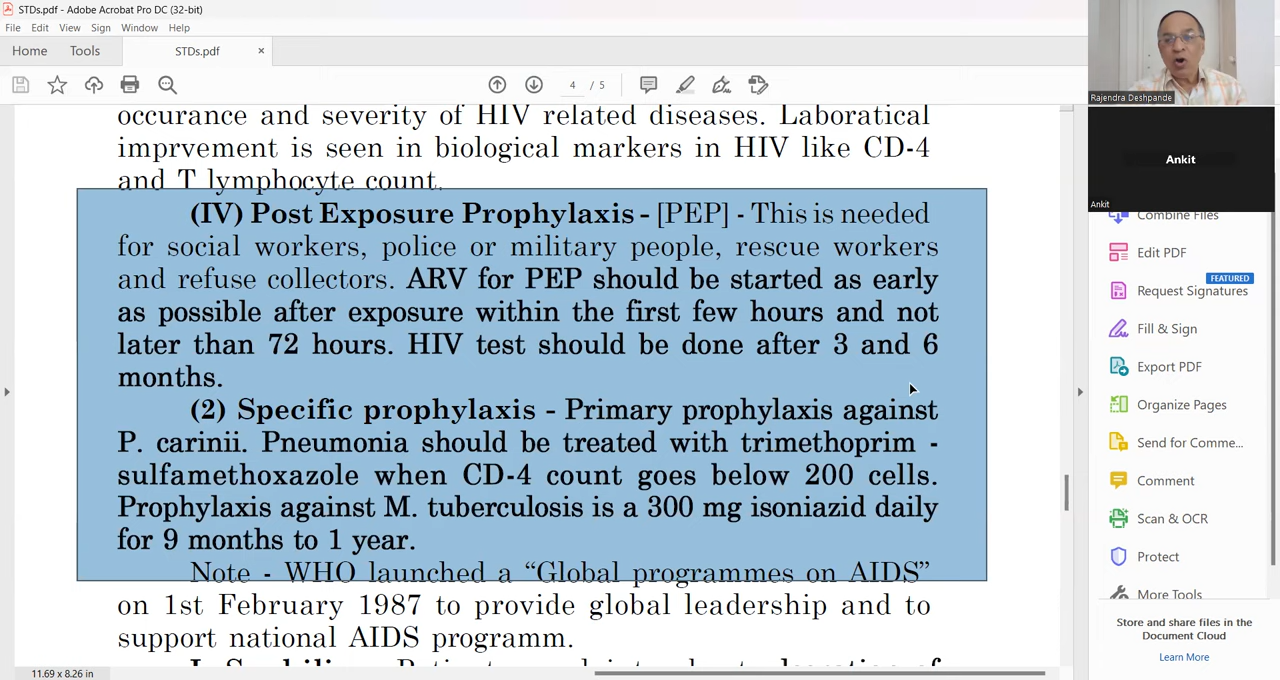 STDs.pdf - Adobe Acrobat Pro DC (32-bit)
File Edit View Sign Window Help
Home Tools STDs.pdf ×
4 / 5
occurance and severity of HIV related diseases. Laboratical
imprvement is seen in biological markers in HIV like CD-4
and T lymphocyte count.
(IV) Post Exposure Prophylaxis - [PEP] - This is needed
for social workers, police or military people, rescue workers
and refuse collectors. ARV for PEP should be started as early
as possible after exposure within the first few hours and not
later than 72 hours. HIV test should be done after 3 and 6
months.
(2) Specific prophylaxis - Primary prophylaxis against
P. carinii. Pneumonia should be treated with trimethoprim -
sulfamethoxazole when CD-4 count goes below 200 cells.
Prophylaxis against M. tuberculosis is a 300 mg isoniazid daily
for 9 months to 1 year.
Note - WHO launched a “Global programmes on AIDS”
on 1st February 1987 to provide global leadership and to
support national AIDS programm.
11.69 x 8.26 in
Rajendra Deshpande
Ankit
Ankit
Combine Files
Edit PDF
FEATURED
Request Signatures
Fill & Sign
Export PDF
Organize Pages
Send for Comme...
Comment
Scan & OCR
Protect
More Tools
Store and share files in the
Document Cloud
Learn More